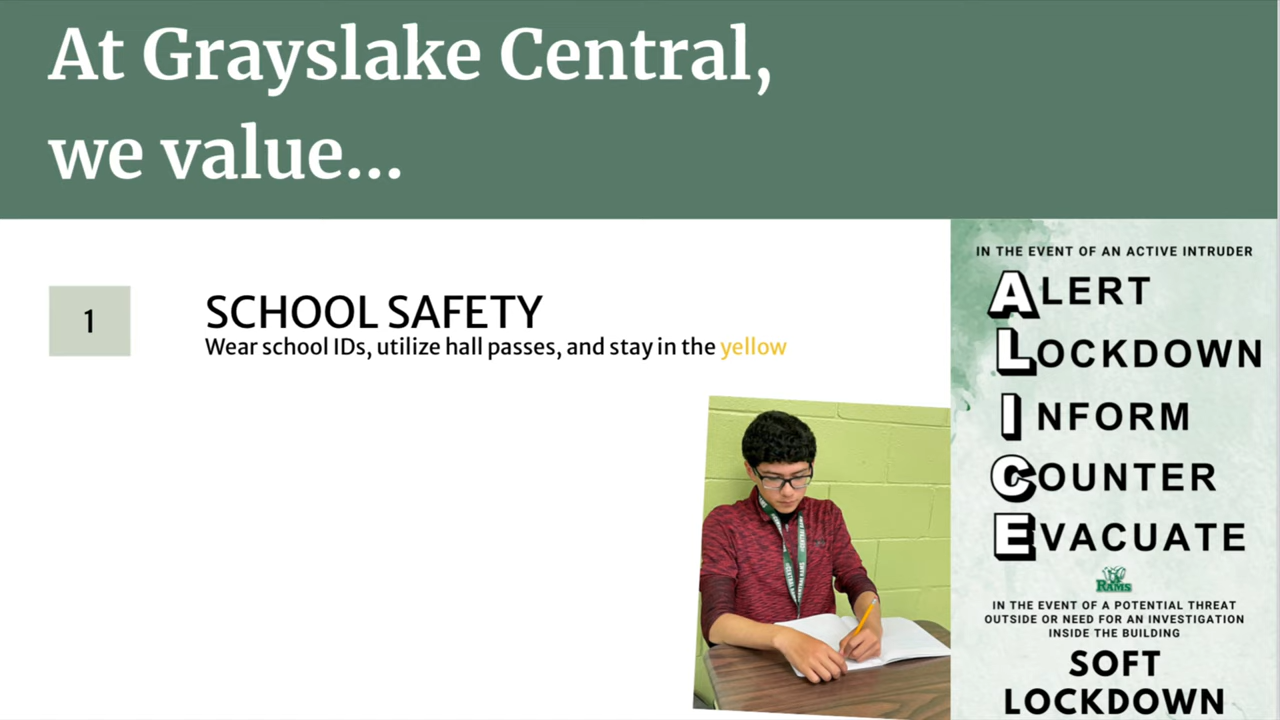 At Grayslake Central,
we value...
1
SCHOOL SAFETY
Wear school IDs, utilize hall passes, and stay in the yellow
IN THE EVENT OF AN ACTIVE INTRUDER
ALERT
LOCKDOWN
INFORM
COUNTER
EVACUATE
RAMS
IN THE EVENT OF A POTENTIAL THREAT
OUTSIDE OR NEED FOR AN INVESTIGATION
INSIDE THE BUILDING
SOFT
LOCKDOWN